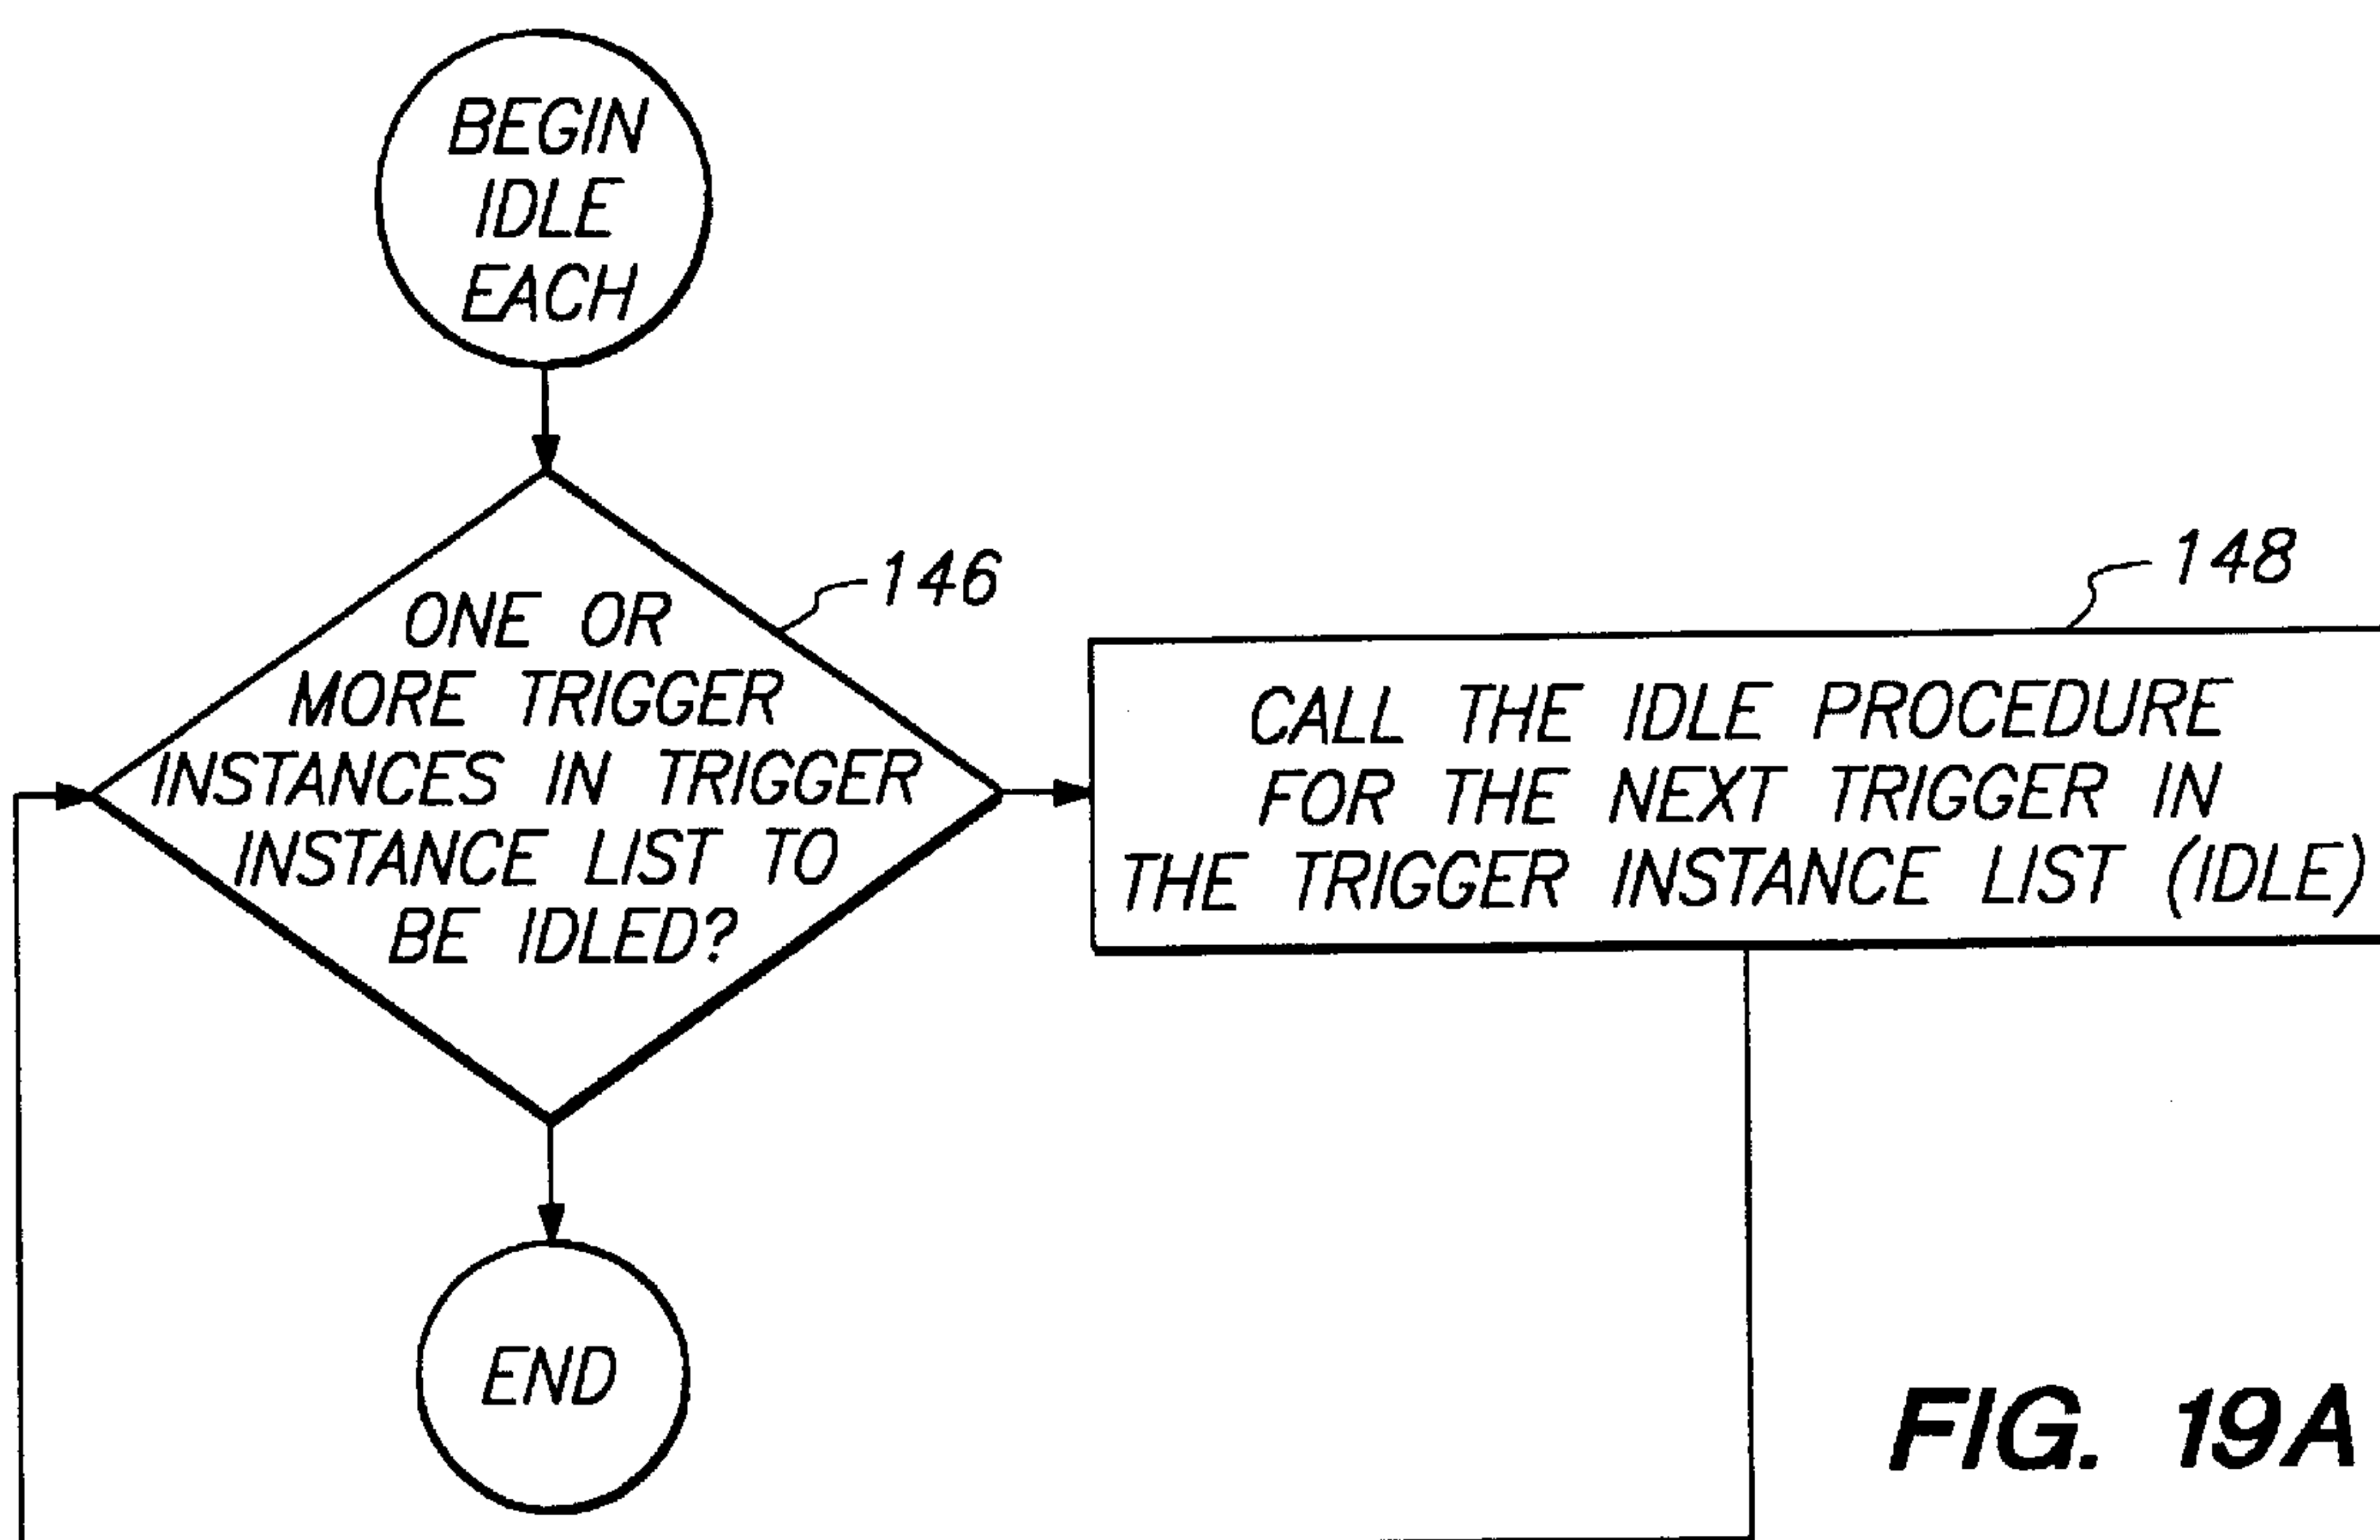 BEGIN
IDLE
EACH
146
ONE OR
MORE TRIGGER
INSTANCES IN TRIGGER
INSTANCE LIST TO
BE IDLED?
148
CALL THE IDLE PROCEDURE
FOR THE NEXT TRIGGER IN
THE TRIGGER INSTANCE LIST (IDLE)
END
FIG. 19A